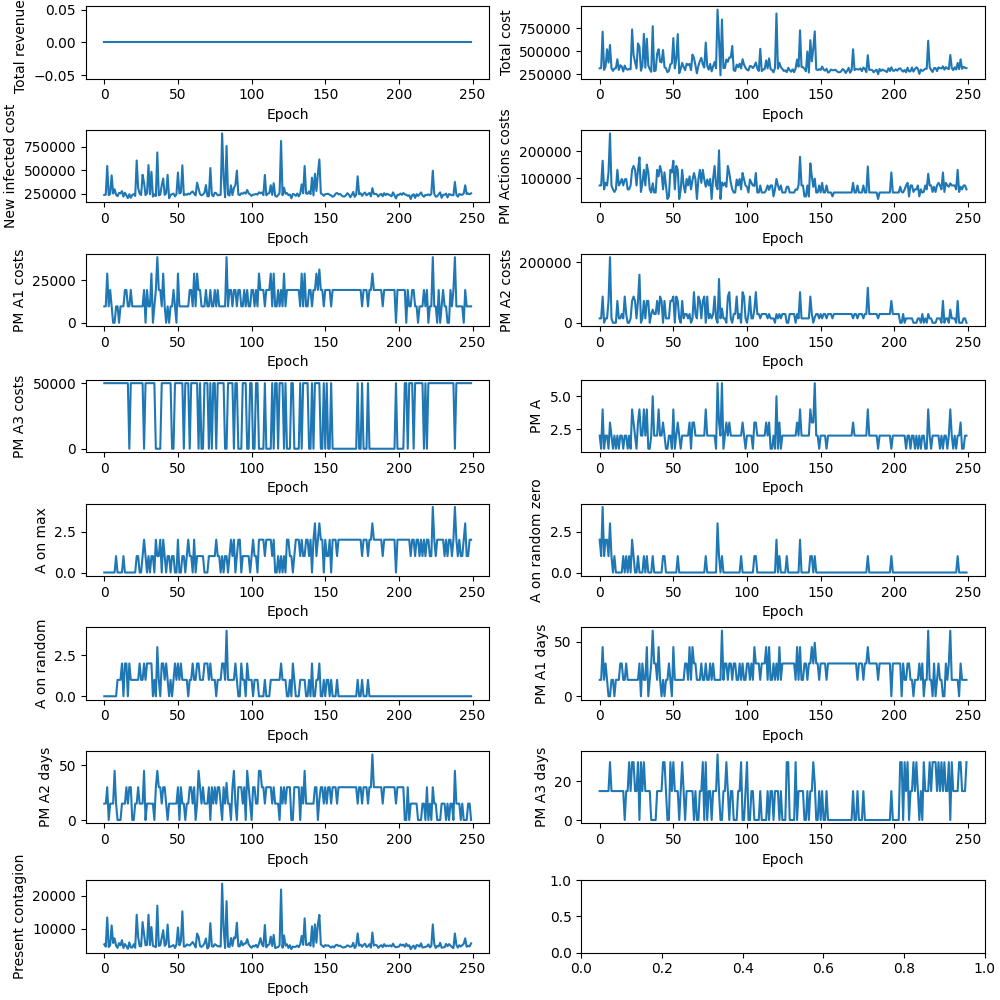 Total revenue
0.05
0.00
−0.05
0 50 100 150 200 250
Epoch
Total cost
750000
500000
250000
0 50 100 150 200 250
Epoch
New infected cost
750000
500000
250000
0 50 100 150 200 250
Epoch
PM Actions costs
200000
100000
0 50 100 150 200 250
Epoch
PM A1 costs
25000
0
0 50 100 150 200 250
Epoch
PM A2 costs
200000
0
0 50 100 150 200 250
Epoch
PM A3 costs
50000
0
0 50 100 150 200 250
Epoch
PM A
5.0
2.5
0 50 100 150 200 250
Epoch
A on max
2.5
0.0
0 50 100 150 200 250
Epoch
A on random zero
2.5
0.0
0 50 100 150 200 250
Epoch
A on random
2.5
0.0
0 50 100 150 200 250
Epoch
PM A1 days
50
0
0 50 100 150 200 250
Epoch
PM A2 days
50
0
0 50 100 150 200 250
Epoch
PM A3 days
20
0
0 50 100 150 200 250
Epoch
Present contagion
20000
10000
0 50 100 150 200 250
Epoch
1.0
0.5
0.0
0.0 0.2 0.4 0.6 0.8 1.0